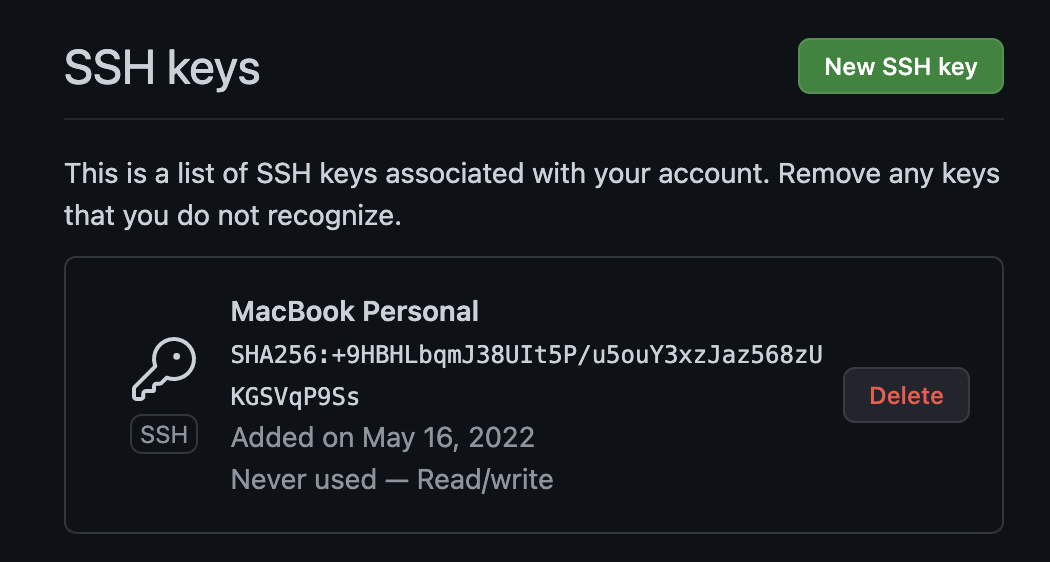 SSH keys
New SSH key
This is a list of SSH keys associated with your account. Remove any keys
that you do not recognize.
MacBook Personal
SHA256:+9HBHLbqmJ38UIt5P/u5ouY3xzJaz568zU
KGSVqP9Ss
Delete
SSH
Added on May 16, 2022
Never used — Read/write